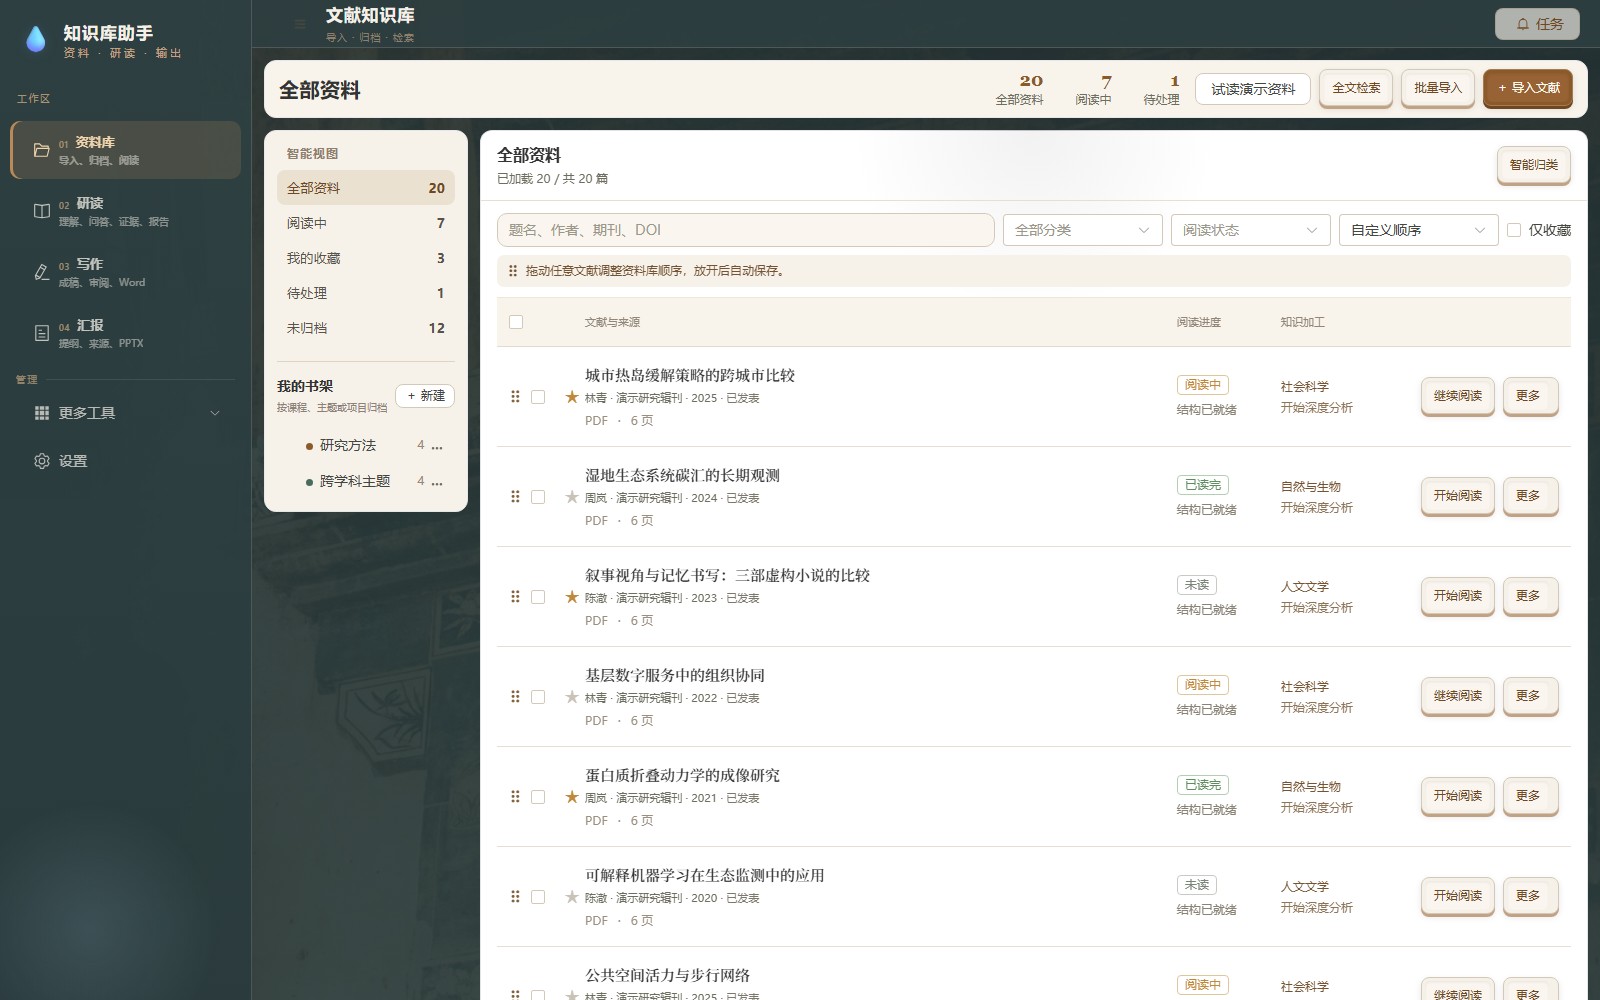 知识库助手
资料 · 研读 · 输出
工作区
01 资料库
导入、归档、阅读
02 研读
理解、问答、证据、报告
03 写作
成稿、审阅、Word
04 汇报
提纲、来源、PPTX
管理
更多工具
设置
文献知识库
导入 · 归档 · 检索
任务
全部资料
20
全部资料
7
阅读中
1
待处理
试读演示资料
全文检索
批量导入
+ 导入文献
智能视图
全部资料 20
阅读中 7
我的收藏 3
待处理 1
未归档 12
我的书架
按课程、主题或项目归档
+ 新建
研究方法 4 ...
跨学科主题 4 ...
全部资料
已加载 20 / 共 20 篇
智能归类
题名、作者、期刊、DOI
全部分类
阅读状态
自定义顺序
仅收藏
拖动任意文献调整资料库顺序，放开后自动保存。
文献与来源 阅读进度 知识加工
城市热岛缓解策略的跨城市比较
林青 · 演示研究辑刊 · 2025 · 已发表
PDF · 6 页
阅读中
结构已就绪
社会科学
开始深度分析
继续阅读
更多
湿地生态系统碳汇的长期观测
周岚 · 演示研究辑刊 · 2024 · 已发表
PDF · 6 页
已读完
结构已就绪
自然与生物
开始深度分析
开始阅读
更多
叙事视角与记忆书写：三部虚构小说的比较
陈澈 · 演示研究辑刊 · 2023 · 已发表
PDF · 6 页
未读
结构已就绪
人文文学
开始深度分析
开始阅读
更多
基层数字服务中的组织协同
林青 · 演示研究辑刊 · 2022 · 已发表
PDF · 6 页
阅读中
结构已就绪
社会科学
开始深度分析
继续阅读
更多
蛋白质折叠动力学的成像研究
周岚 · 演示研究辑刊 · 2021 · 已发表
PDF · 6 页
已读完
结构已就绪
自然与生物
开始深度分析
开始阅读
更多
可解释机器学习在生态监测中的应用
陈澈 · 演示研究辑刊 · 2020 · 已发表
PDF · 6 页
未读
结构已就绪
人文文学
开始深度分析
开始阅读
更多
公共空间活力与步行网络
林青 · 演示研究辑刊 · 2025 · 已发表
阅读中
社会科学
继续阅读
更多